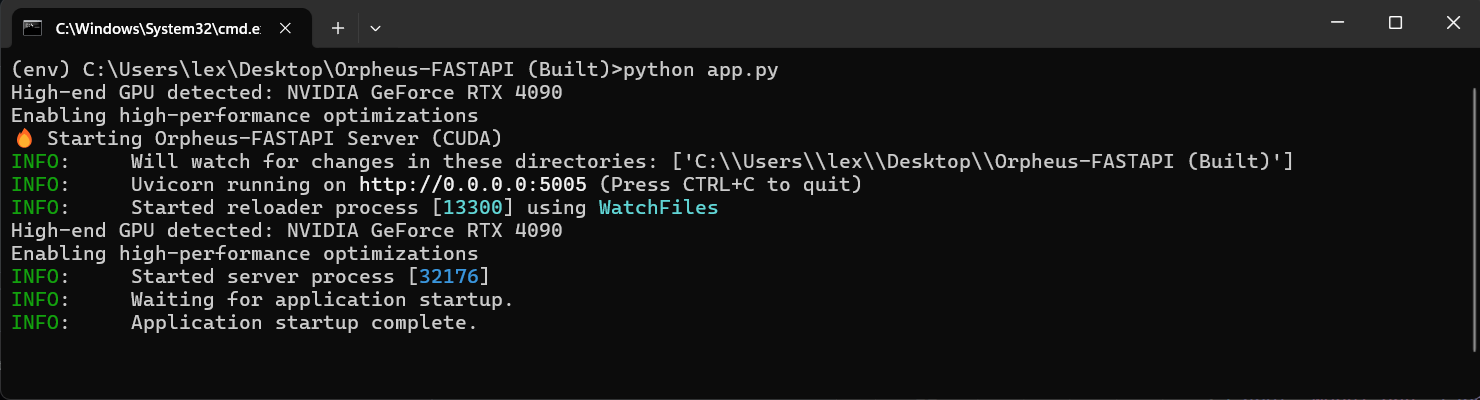 C:\Windows\System32\cmd.e
(env) C:\Users\lex\Desktop\Orpheus-FASTAPI (Built)>python app.py
High-end GPU detected: NVIDIA GeForce RTX 4090
Enabling high-performance optimizations
🔥 Starting Orpheus-FASTAPI Server (CUDA)
INFO:     Will watch for changes in these directories: ['C:\\Users\\lex\\Desktop\\Orpheus-FASTAPI (Built)']
INFO:     Uvicorn running on http://0.0.0.0:5005 (Press CTRL+C to quit)
INFO:     Started reloader process [13300] using WatchFiles
High-end GPU detected: NVIDIA GeForce RTX 4090
Enabling high-performance optimizations
INFO:     Started server process [32176]
INFO:     Waiting for application startup.
INFO:     Application startup complete.